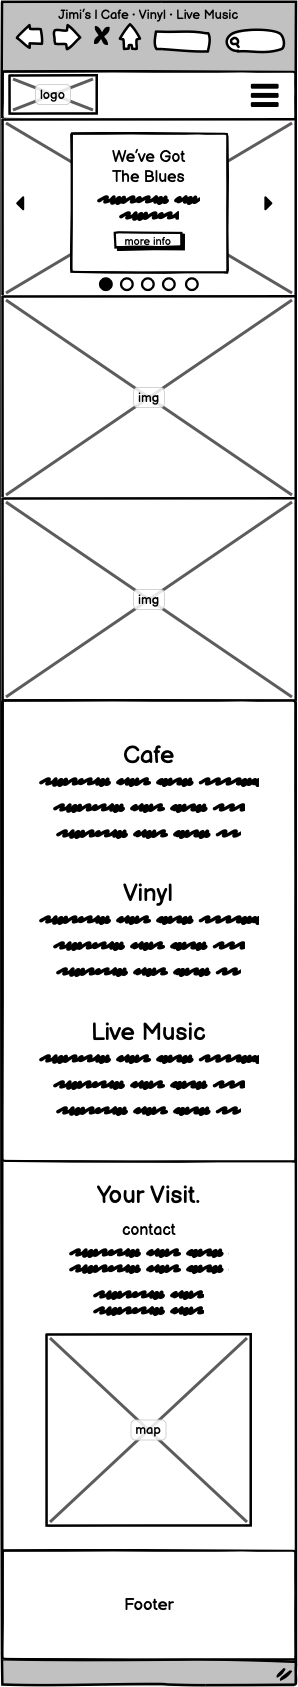 Jimi's | Cafe · Vinyl · Live Music
logo
We've Got
The Blues
more info
img
img
Cafe
Vinyl
Live Music
Your Visit.
contact
map
Footer